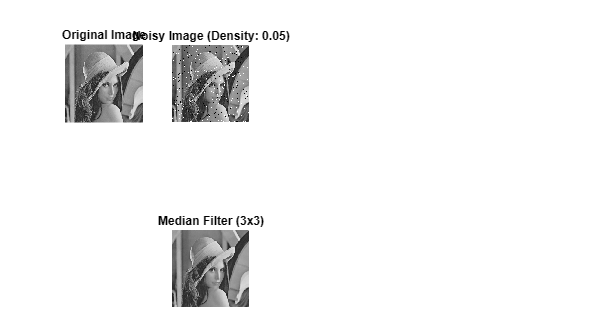 Original Image
Noisy Image (Density: 0.05)
Median Filter (3x3)